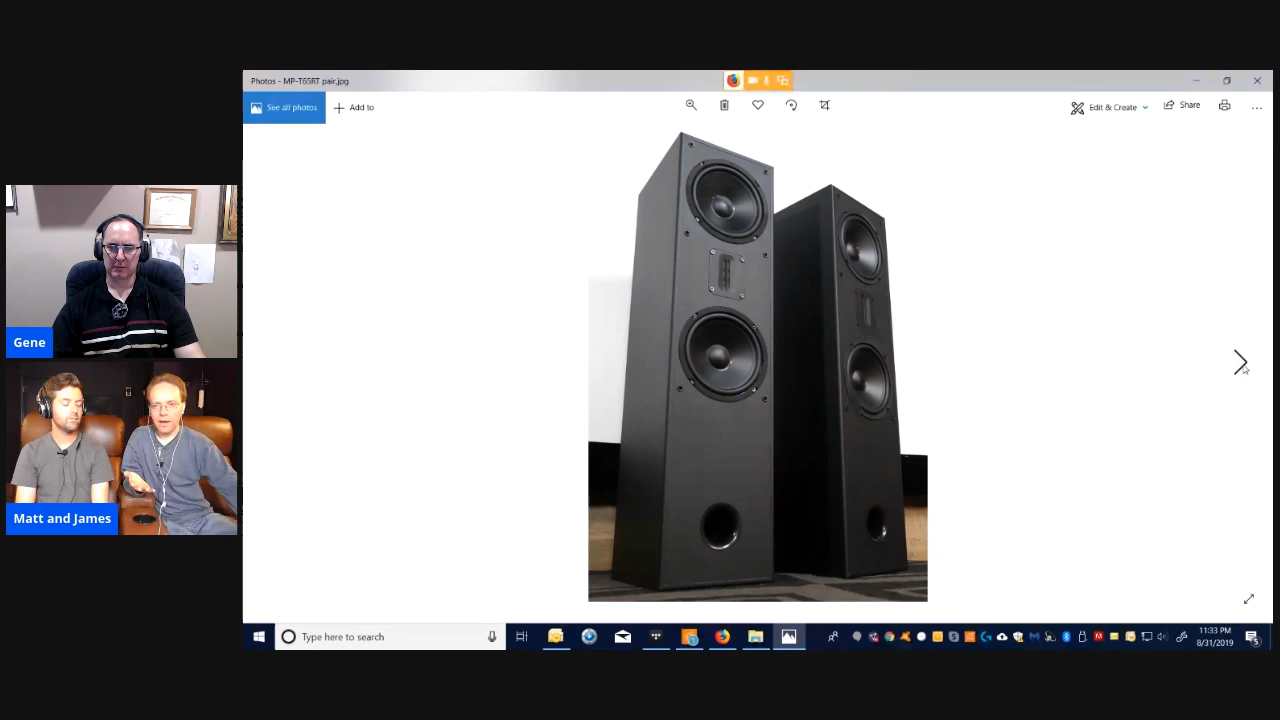 Photos - MP-T65RT pair.jpg
See all photos
Add to
Edit & Create
Share
Gene
Matt and James
Type here to search
11:33 PM
8/31/2019